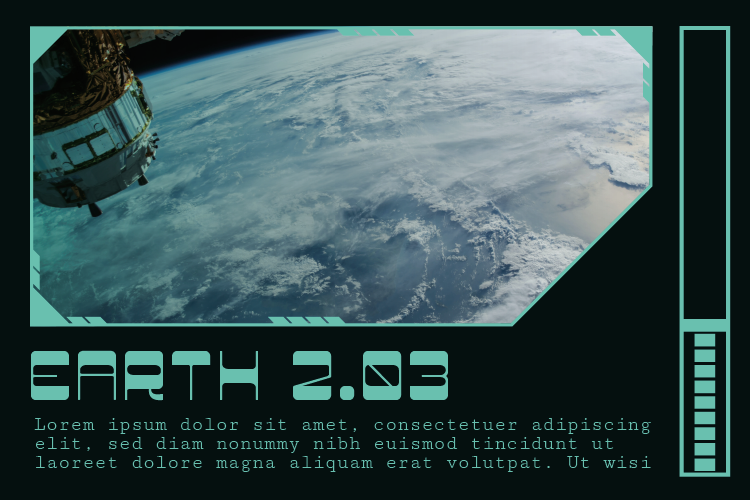 EARTH 2.03
Lorem ipsum dolor sit amet, consectetuer adipiscing
elit, sed diam nonummy nibh euismod tincidunt ut
laoreet dolore magna aliquam erat volutpat. Ut wisi